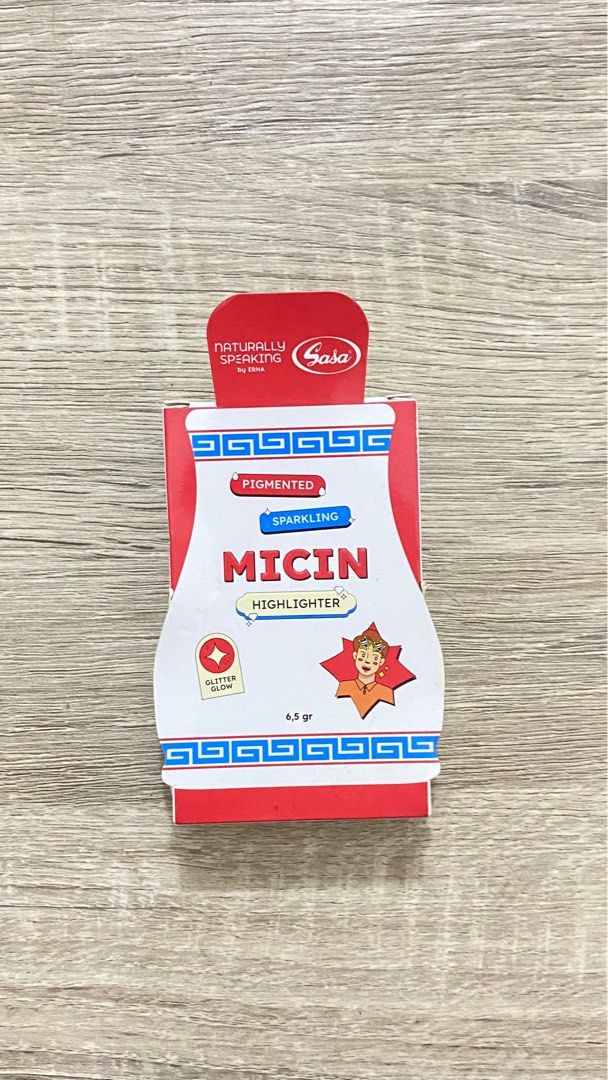 NATURALLY
SPEAKING
by ERHA
Sasa
PIGMENTED
SPARKLING
MICIN
HIGHLIGHTER
GLITTER
GLOW
6,5 gr